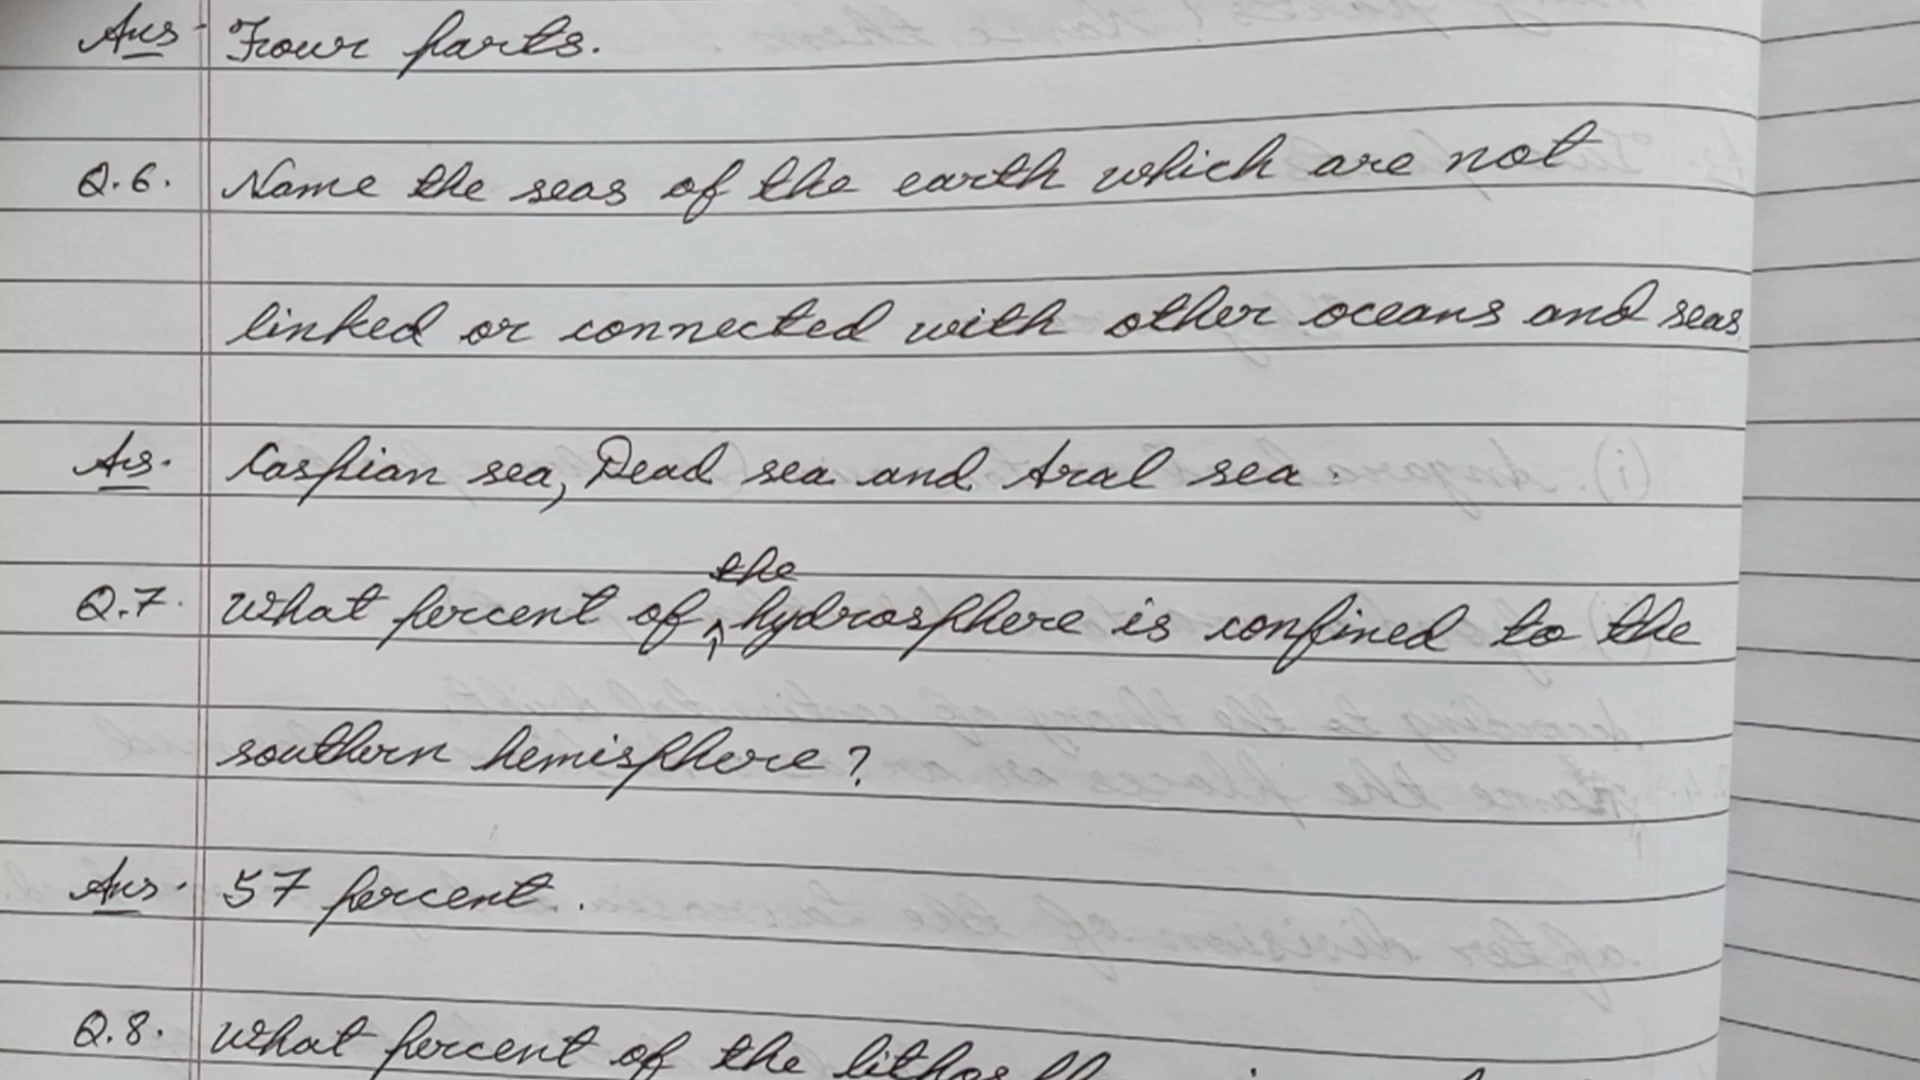 Ans. Four parts.
Q.6. Name the seas of the earth which are not
linked or connected with other oceans and seas.
Ans. Caspian sea, Dead sea and Aral sea.
Q.7. What percent of the hydrosphere is confined to the
southern hemisphere?
Ans. 57 percent.
Q.8. What percent of the